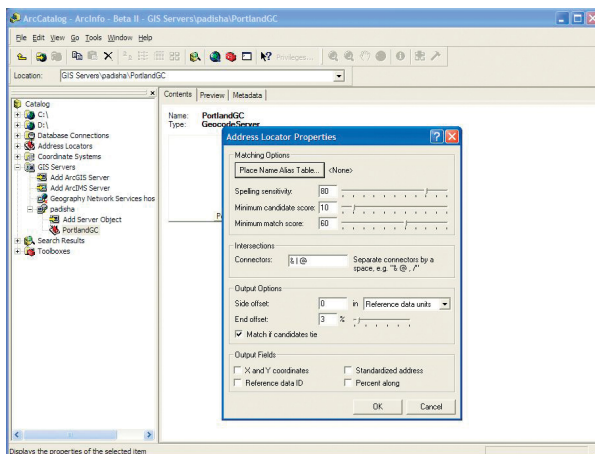 ArcCatalog - ArcInfo - Beta II - GIS Servers\padisha\PortlandGC
File Edit View Go Tools Window Help
Privileges...
Location: GIS Servers\padisha\PortlandGC
Catalog
C:\
D:\
Database Connections
Address Locators
Coordinate Systems
GIS Servers
Add ArcGIS Server
Add ArcIMS Server
Geography Network Services hos
padisha
Add Server Object
PortlandGC
Search Results
Toolboxes
Contents Preview Metadata
Name: PortlandGC
Type: GeocodeServer
Address Locator Properties
Matching Options
Place Name Alias Table... <None>
Spelling sensitivity: 80
Minimum candidate score: 10
Minimum match score: 60
Intersections
Connectors: & | @ Separate connectors by a
space, e.g. "& @ , /"
Output Options
Side offset: 0 in Reference data units
End offset: 3 %
Match if candidates tie
Output Fields
X and Y coordinates Standardized address
Reference data ID Percent along
OK Cancel
Displays the properties of the selected item